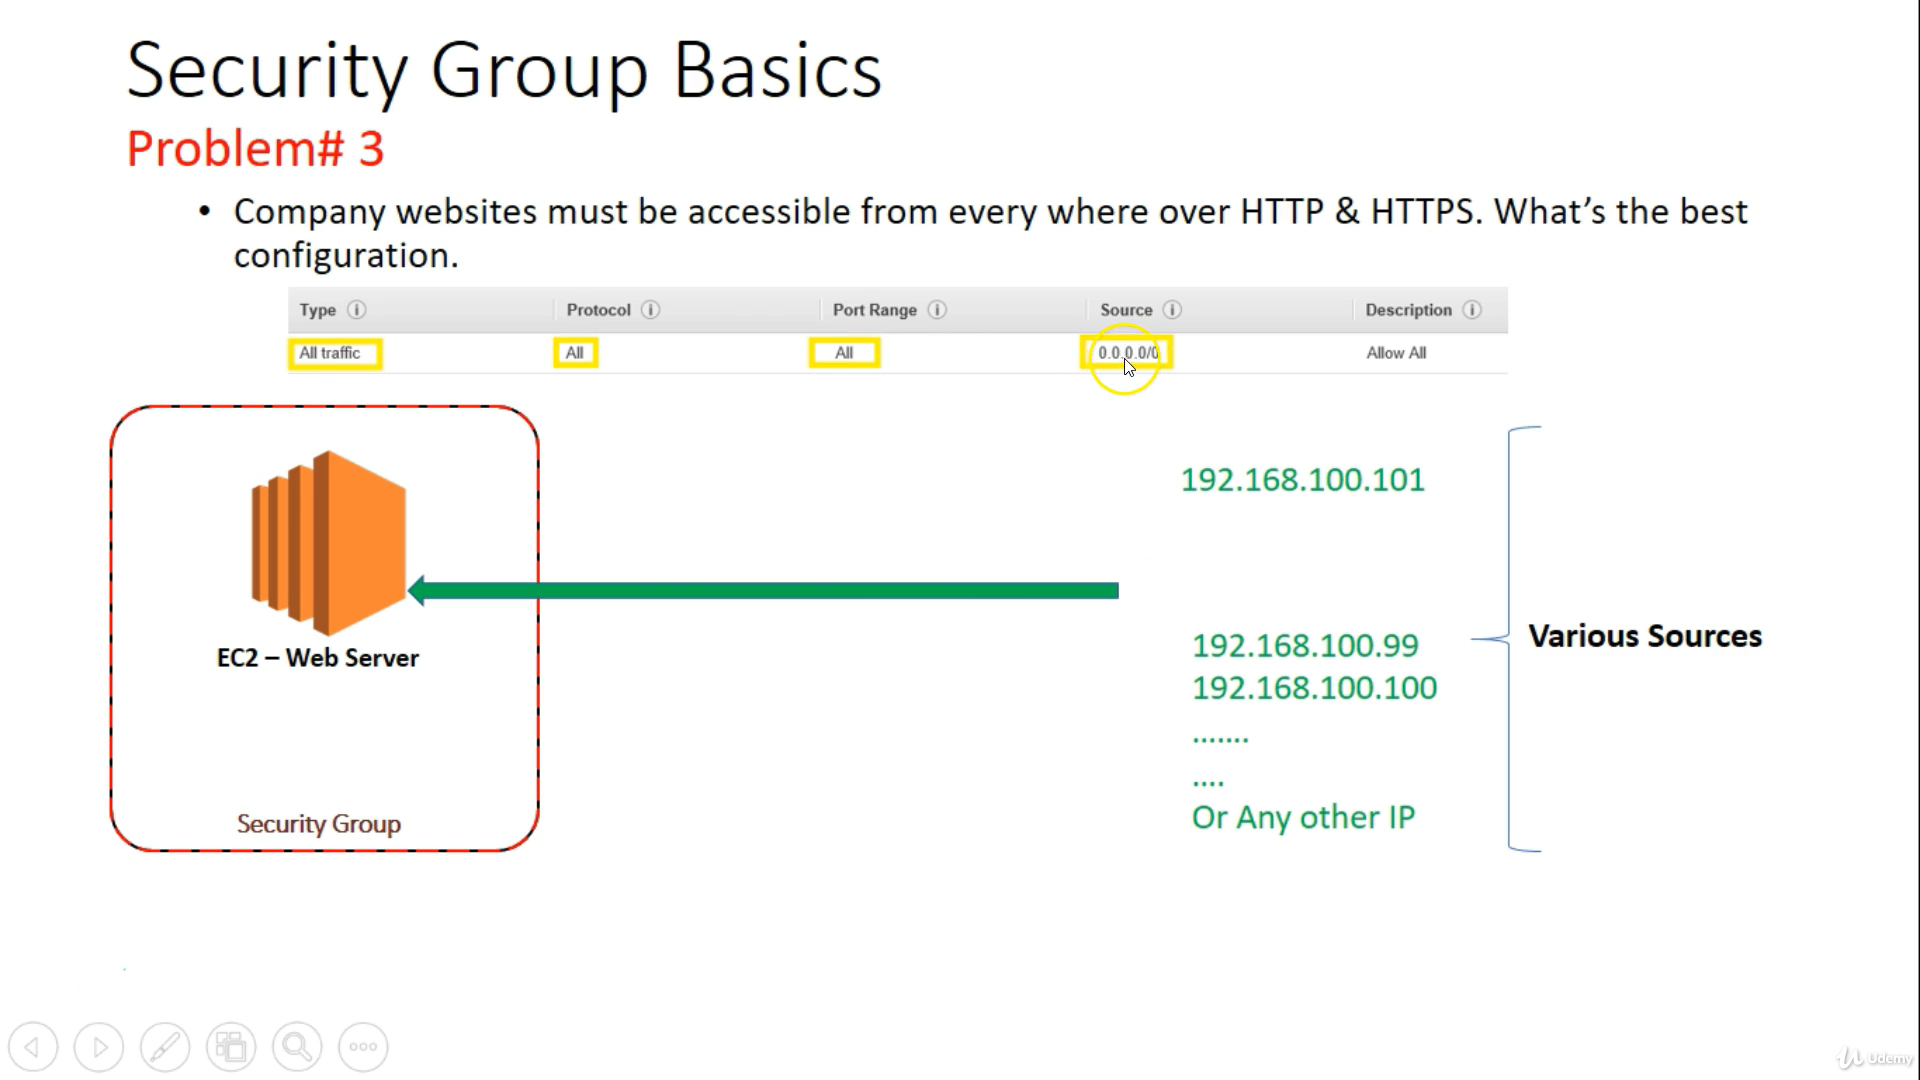 Security Group Basics
Problem# 3
• Company websites must be accessible from every where over HTTP & HTTPS. What's the best
configuration.
Type Protocol Port Range Source Description
All traffic All All 0.0.0.0/0 Allow All
192.168.100.101
192.168.100.99
Various Sources
EC2 – Web Server
192.168.100.100
.......
....
Or Any other IP
Security Group
Udemy